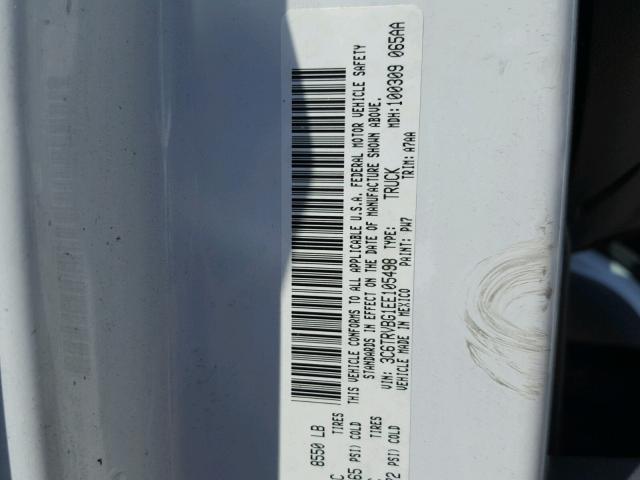 8550 LB
TIRES
65 PSI) COLD
TIRES
72 PSI) COLD
THIS VEHICLE CONFORMS TO ALL APPLICABLE U.S.A. FEDERAL MOTOR VEHICLE SAFETY
STANDARDS IN EFFECT ON THE DATE OF MANUFACTURE SHOWN ABOVE.
VIN: 3C6TRVBG1EE105498 TYPE: TRUCK MDH:100309 065AA
VEHICLE MADE IN MEXICO PAINT: PW7 TRIM: A7AA